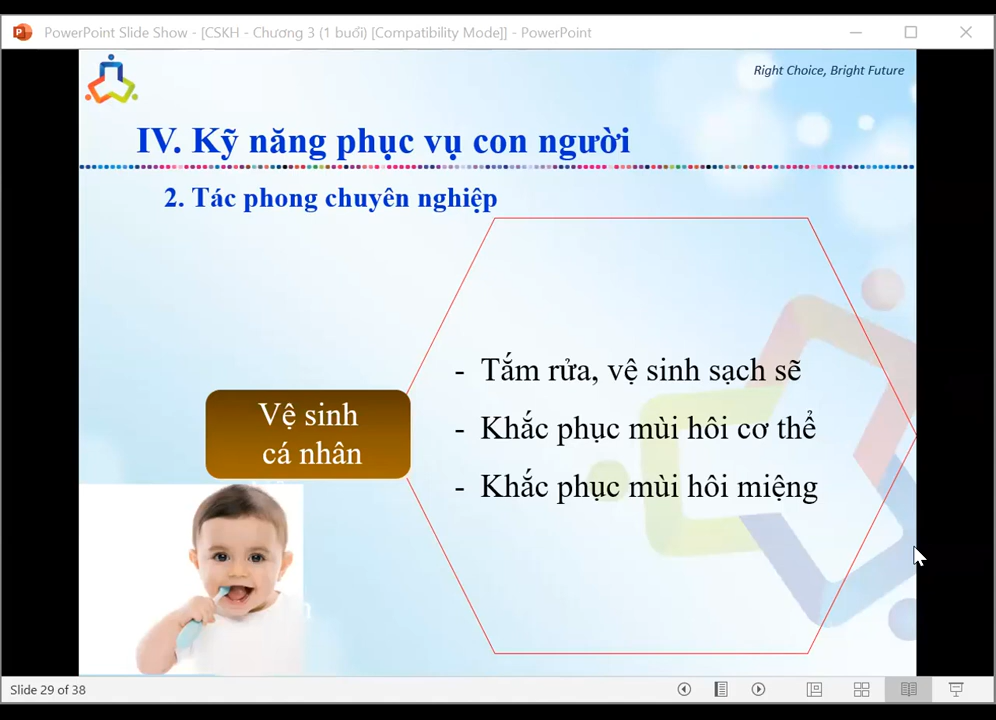 PowerPoint Slide Show - [CSKH - Chương 3 (1 buổi) [Compatibility Mode]] - PowerPoint
Right Choice, Bright Future
IV. Kỹ năng phục vụ con người
2. Tác phong chuyên nghiệp
- Tắm rửa, vệ sinh sạch sẽ
Vệ sinh
cá nhân
- Khắc phục mùi hôi cơ thể
- Khắc phục mùi hôi miệng
Slide 29 of 38